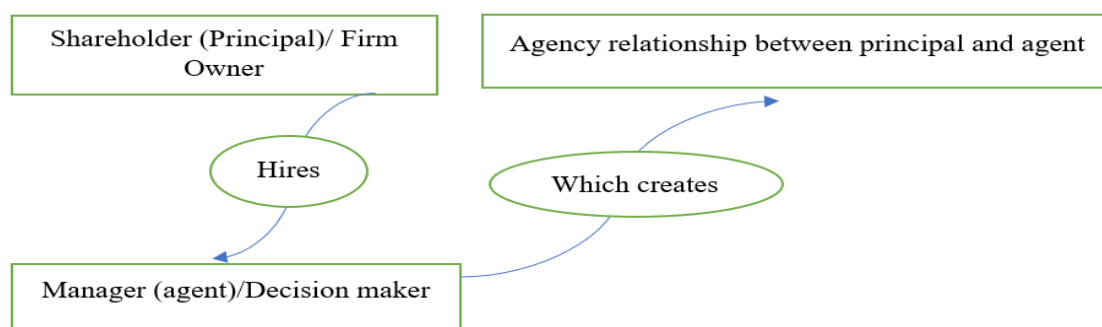 Shareholder (Principal)/ Firm
Owner
Agency relationship between principal and agent
Hires
Which creates
Manager (agent)/Decision maker